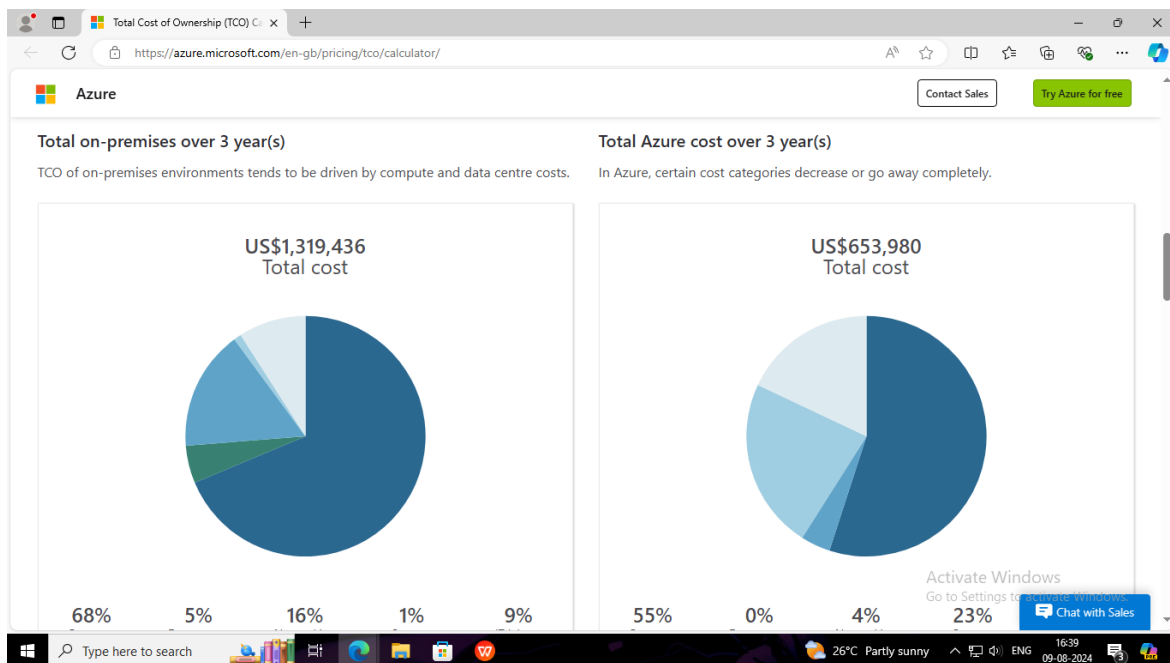 Total Cost of Ownership (TCO) Ca
https://azure.microsoft.com/en-gb/pricing/tco/calculator/
Azure
Contact Sales
Try Azure for free
Total on-premises over 3 year(s)
TCO of on-premises environments tends to be driven by compute and data centre costs.
US$1,319,436
Total cost
68% 5% 16% 1% 9%
Total Azure cost over 3 year(s)
In Azure, certain cost categories decrease or go away completely.
US$653,980
Total cost
55% 0% 4% 23%
Activate Windows
Go to Settings to activate Windows.
Chat with Sales
Type here to search
26°C Partly sunny
ENG
16:39
09-08-2024
3